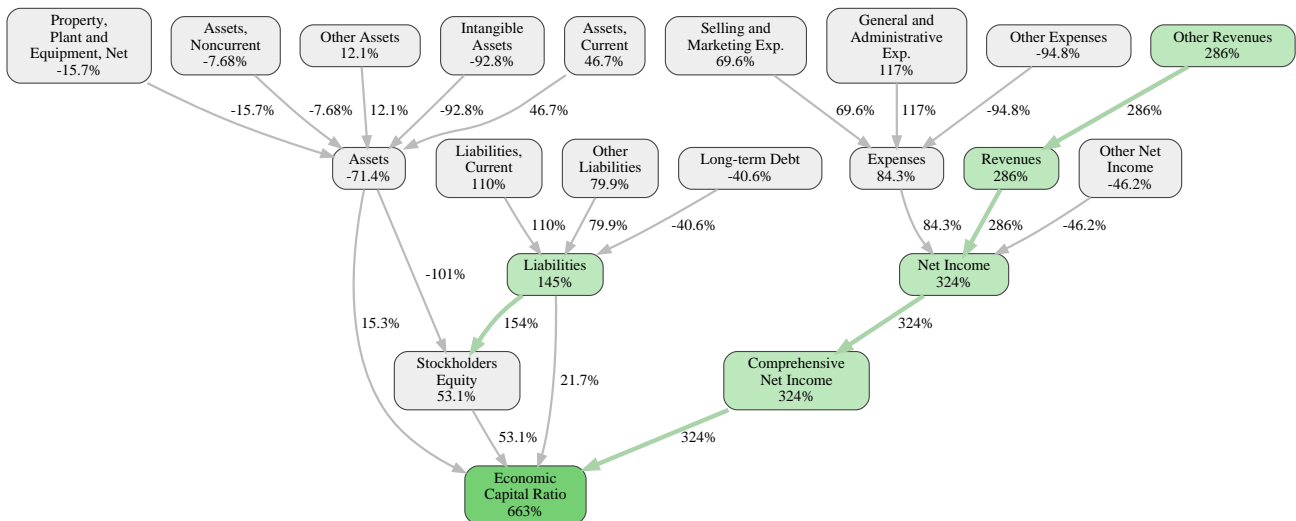 Property,
Plant and
Equipment, Net
-15.7%
Assets,
Noncurrent
-7.68%
Other Assets
12.1%
Intangible
Assets
-92.8%
Assets,
Current
46.7%
Selling and
Marketing Exp.
69.6%
General and
Administrative
Exp.
117%
Other Expenses
-94.8%
Other Revenues
286%
-15.7%
-7.68%
12.1%
-92.8%
46.7%
69.6%
117%
-94.8%
286%
Assets
-71.4%
Liabilities,
Current
110%
Other
Liabilities
79.9%
Long-term Debt
-40.6%
Expenses
84.3%
Revenues
286%
Other Net
Income
-46.2%
110%
79.9%
-40.6%
84.3%
286%
-46.2%
Liabilities
145%
Net Income
324%
-101%
15.3%
154%
324%
Stockholders
Equity
53.1%
21.7%
Comprehensive
Net Income
324%
53.1%
324%
Economic
Capital Ratio
663%